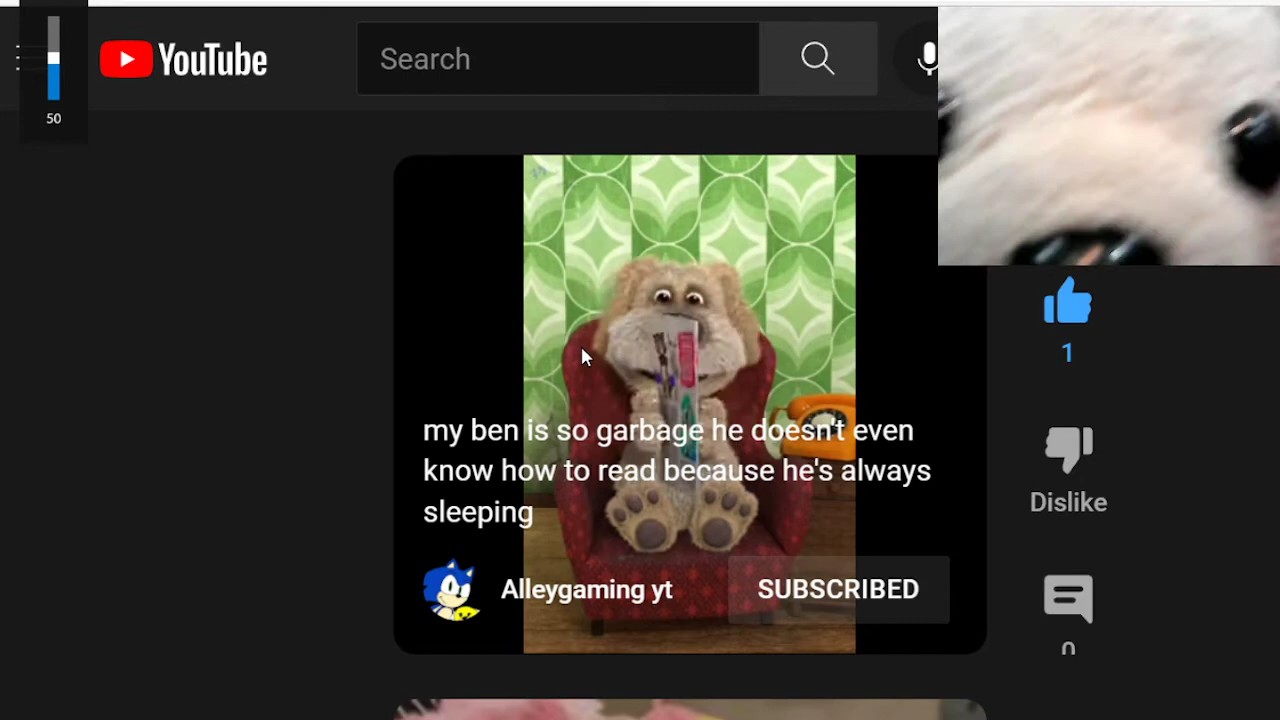 YouTube
Search
50
1
my ben is so garbage he doesn't even
know how to read because he's always
sleeping
Dislike
Alleygaming yt
SUBSCRIBED
0